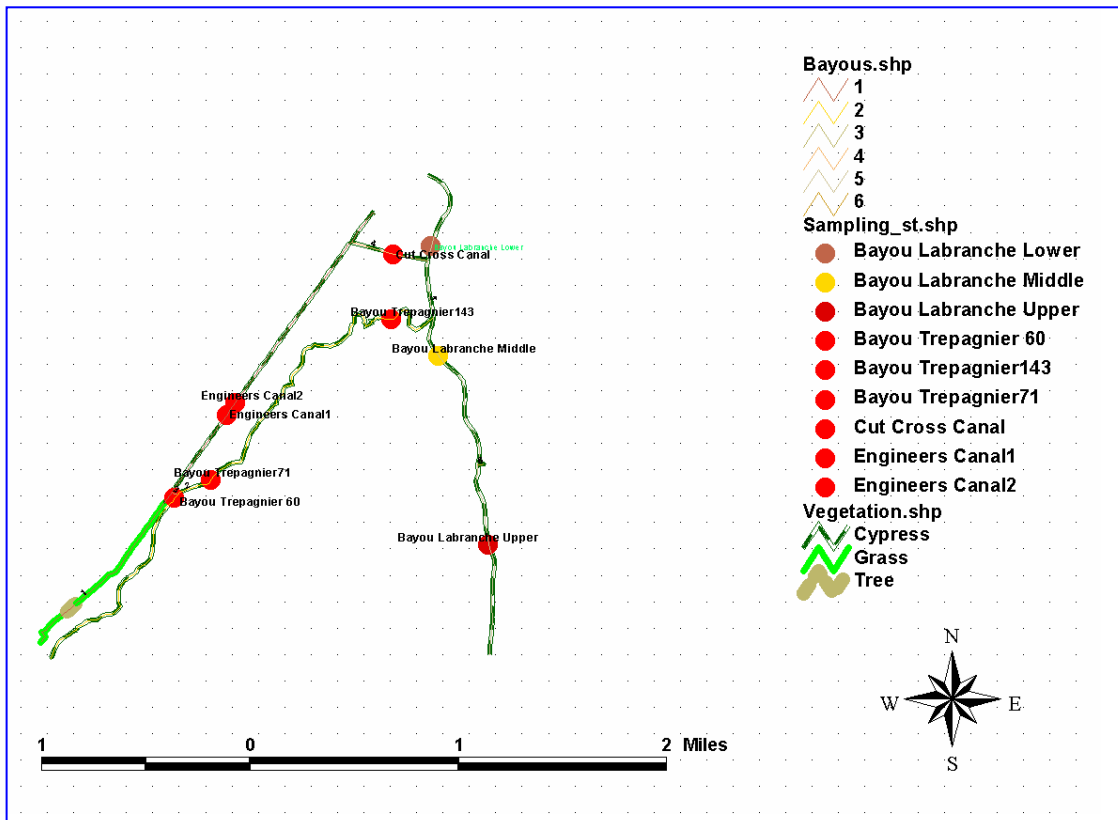 Bayous.shp
1
2
3
4
5
6
Sampling_st.shp
Bayou Labranche Lower
Bayou Labranche Middle
Bayou Labranche Upper
Bayou Trepagnier 60
Bayou Trepagnier143
Bayou Trepagnier71
Cut Cross Canal
Engineers Canal1
Engineers Canal2
Vegetation.shp
Cypress
Grass
Tree
Bayou Labranche Lower
Cut Cross Canal
Bayou Trepagnier143
Bayou Labranche Middle
Engineers Canal2
Engineers Canal1
Bayou Trepagnier71
Bayou Trepagnier 60
Bayou Labranche Upper
N
W E
S
1 0 1 2 Miles